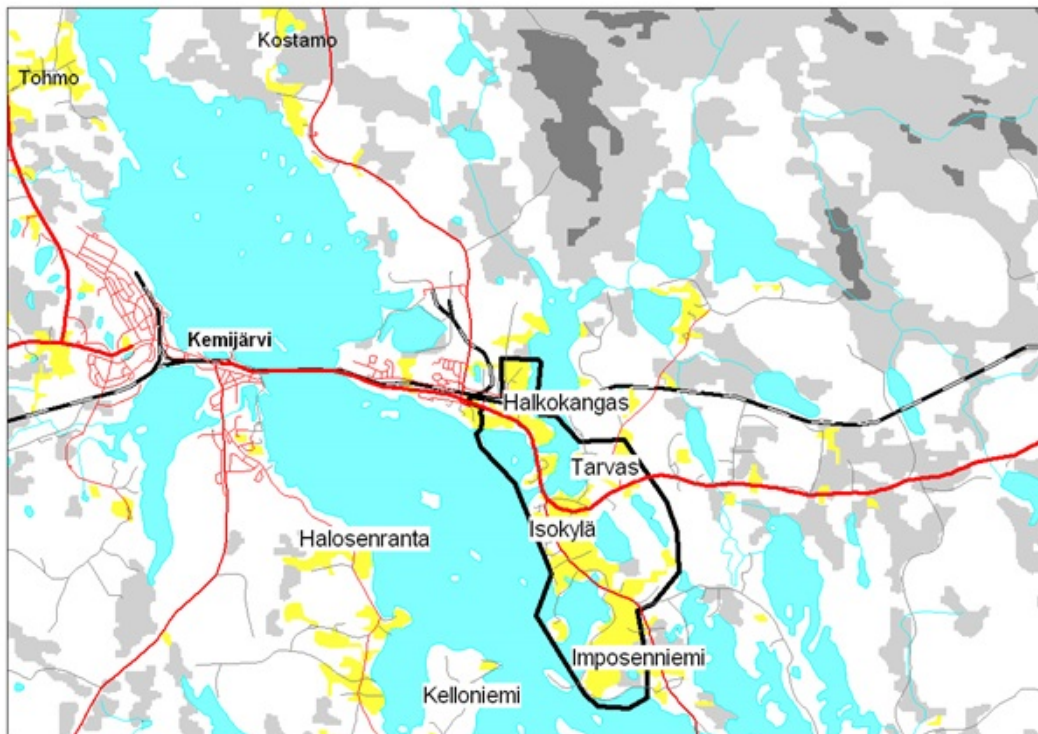 Kostamo
Tohmo
Kemijärvi
Halkokangas
Tarvas
Isokylä
Halosenranta
Imposenniemi
Kelloniemi